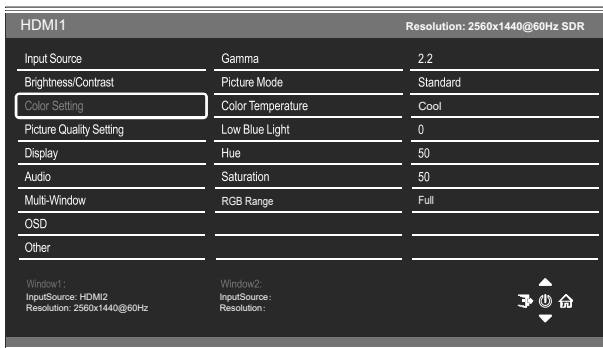 HDMI1 Resolution: 2560x1440@60Hz SDR
Input Source Gamma 2.2
Brightness/Contrast Picture Mode Standard
Color Setting Color Temperature Cool
Picture Quality Setting Low Blue Light 0
Display Hue 50
Audio Saturation 50
Multi-Window RGB Range Full
OSD
Other
Window1: Window2:
InputSource: HDMI2 InputSource:
Resolution: 2560x1440@60Hz Resolution: